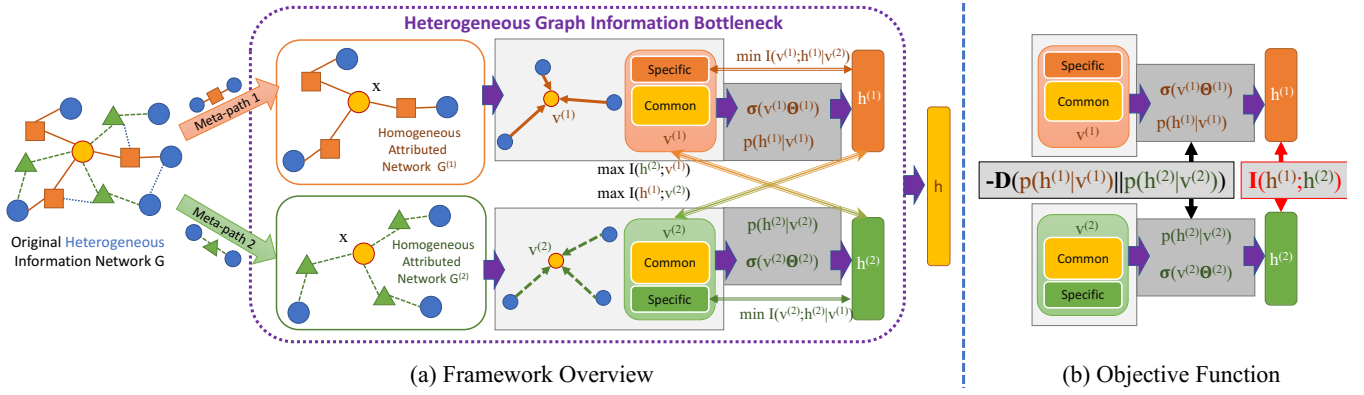 Heterogeneous Graph Information Bottleneck
Meta-path 1
x
Homogeneous
Attributed
Network G⁽¹⁾
v⁽¹⁾
Specific
Common
v⁽¹⁾
min I(v⁽¹⁾;h⁽¹⁾|v⁽²⁾)
σ(v⁽¹⁾Θ⁽¹⁾)
p(h⁽¹⁾|v⁽¹⁾)
h⁽¹⁾
max I(h⁽²⁾;v⁽¹⁾)
max I(h⁽¹⁾;v⁽²⁾)
h
Original Heterogeneous
Information Network G
Meta-path 2
x
Homogeneous
Attributed
Network G⁽²⁾
v⁽²⁾
v⁽²⁾
Common
Specific
p(h⁽²⁾|v⁽²⁾)
σ(v⁽²⁾Θ⁽²⁾)
h⁽²⁾
min I(v⁽²⁾;h⁽²⁾|v⁽¹⁾)
(a) Framework Overview
Specific
Common
v⁽¹⁾
σ(v⁽¹⁾Θ⁽¹⁾)
p(h⁽¹⁾|v⁽¹⁾)
h⁽¹⁾
-D(p(h⁽¹⁾|v⁽¹⁾)||p(h⁽²⁾|v⁽²⁾))
I(h⁽¹⁾;h⁽²⁾)
v⁽²⁾
Common
Specific
p(h⁽²⁾|v⁽²⁾)
σ(v⁽²⁾Θ⁽²⁾)
h⁽²⁾
(b) Objective Function